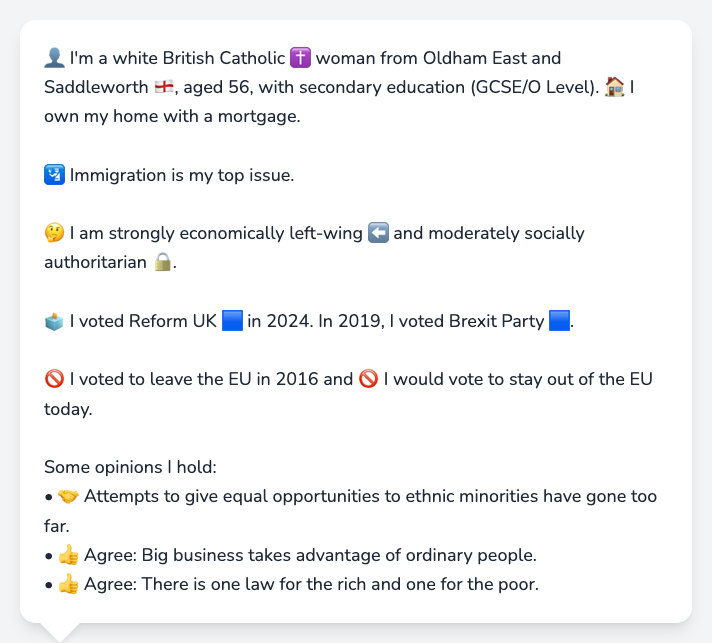 👤 I'm a white British Catholic ✝️ woman from Oldham East and
Saddleworth 🏴󠁧󠁢󠁥󠁮󠁧󠁿, aged 56, with secondary education (GCSE/O Level). 🏠 I
own my home with a mortgage.
🛂 Immigration is my top issue.
🤔 I am strongly economically left-wing ⬅️ and moderately socially
authoritarian 🔒.
🗳️ I voted Reform UK 🟦 in 2024. In 2019, I voted Brexit Party 🟦.
🚫 I voted to leave the EU in 2016 and 🚫 I would vote to stay out of the EU
today.
Some opinions I hold:
• 🤝 Attempts to give equal opportunities to ethnic minorities have gone too
far.
• 👍 Agree: Big business takes advantage of ordinary people.
• 👍 Agree: There is one law for the rich and one for the poor.